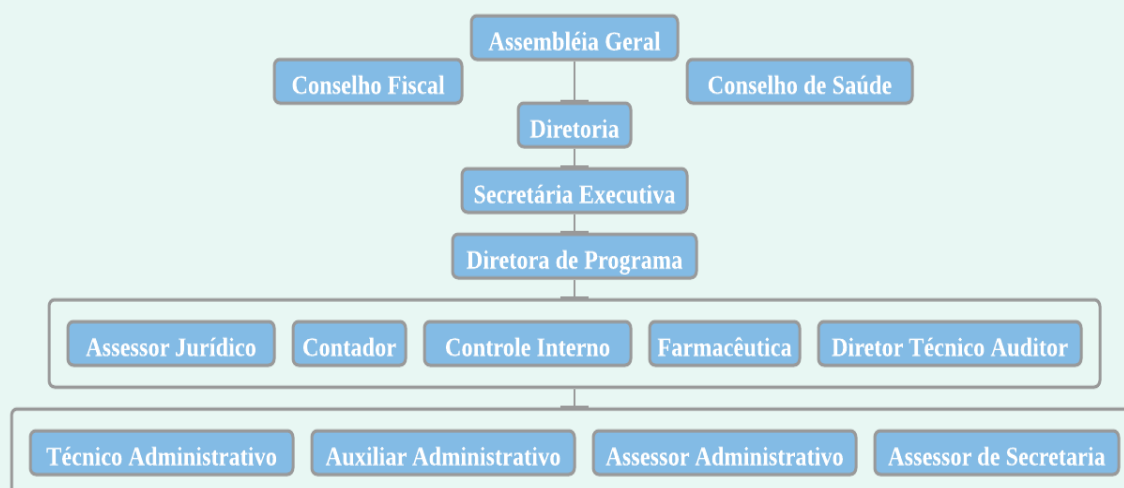 Assembléia Geral
Conselho Fiscal
Conselho de Saúde
Diretoria
Secretária Executiva
Diretora de Programa
Assessor Jurídico
Contador
Controle Interno
Farmacêutica
Diretor Técnico Auditor
Técnico Administrativo
Auxiliar Administrativo
Assessor Administrativo
Assessor de Secretaria